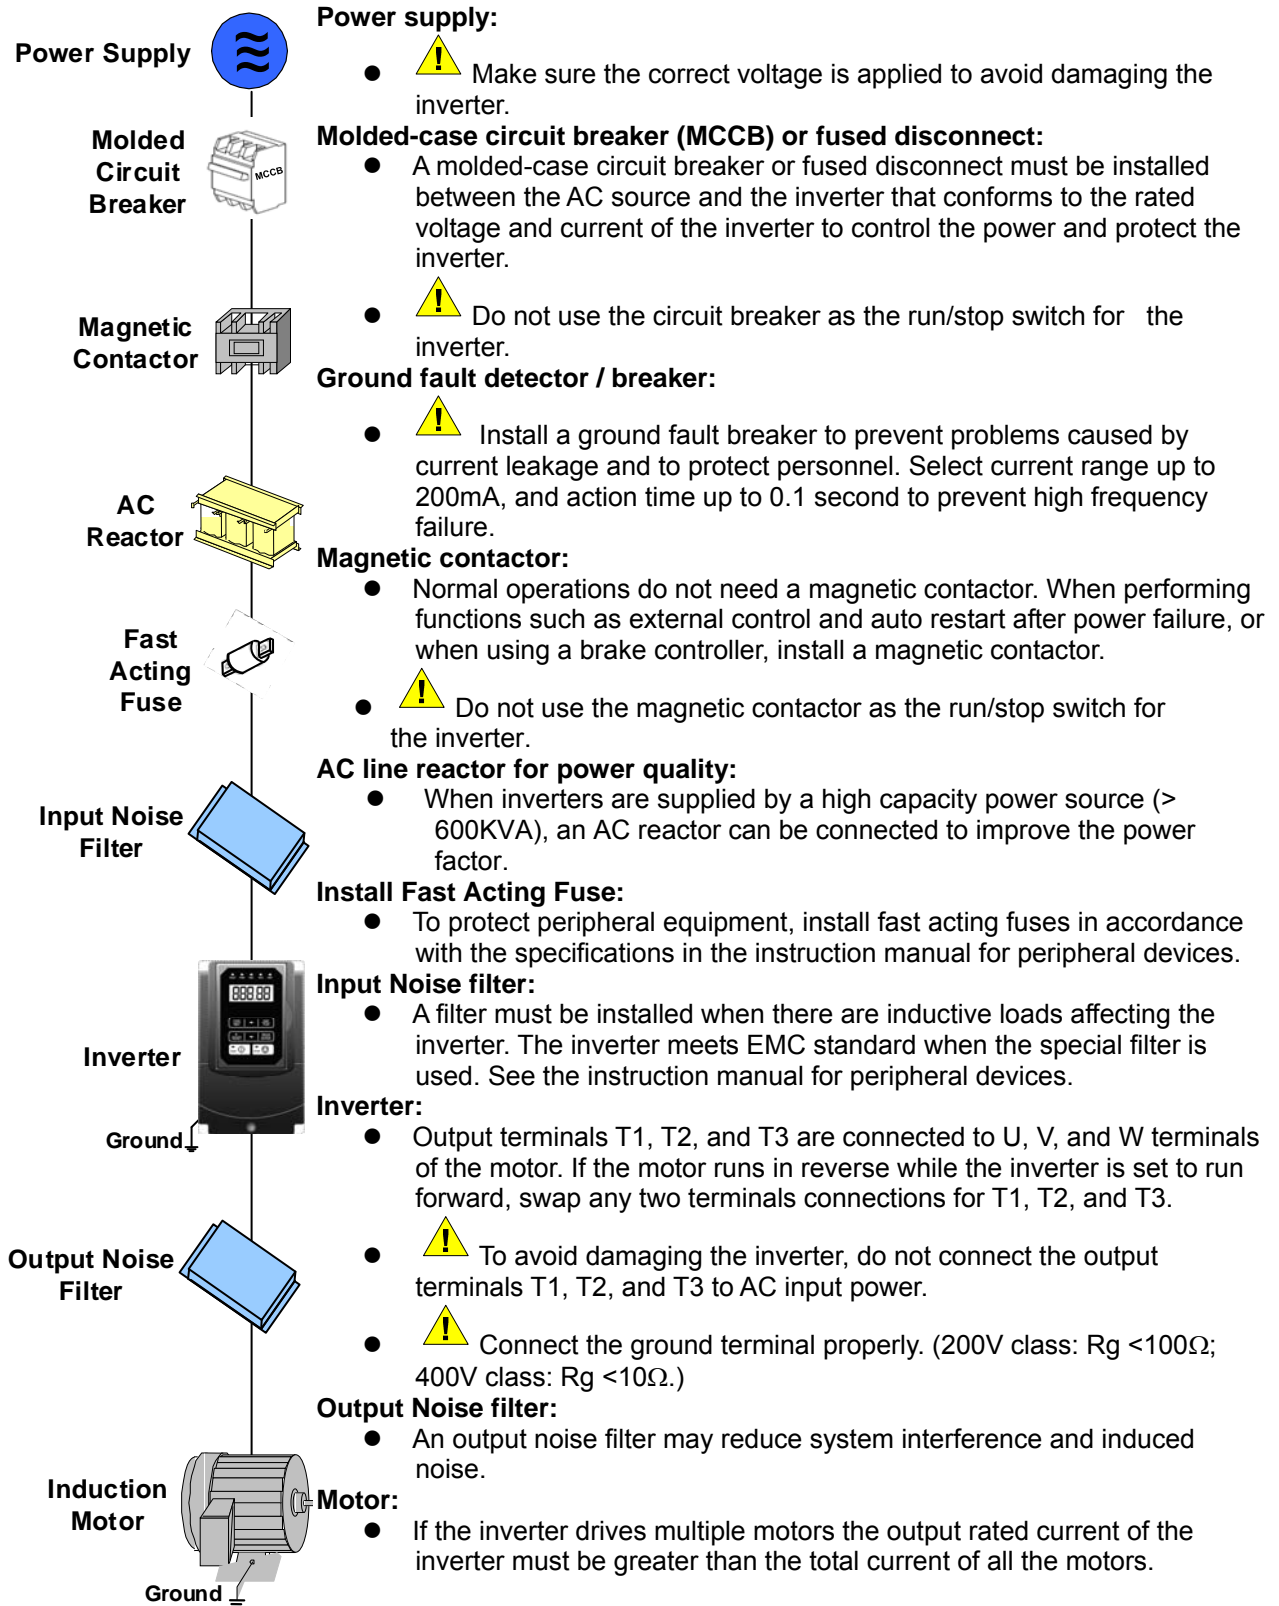 Power Supply
Molded
Circuit
Breaker
MCCB
Magnetic
Contactor
AC
Reactor
Fast
Acting
Fuse
Input Noise
Filter
Inverter
Ground
Output Noise
Filter
Induction
Motor
Ground
Power supply:
● ! Make sure the correct voltage is applied to avoid damaging the
inverter.
Molded-case circuit breaker (MCCB) or fused disconnect:
● A molded-case circuit breaker or fused disconnect must be installed
between the AC source and the inverter that conforms to the rated
voltage and current of the inverter to control the power and protect the
inverter.
● ! Do not use the circuit breaker as the run/stop switch for the
inverter.
Ground fault detector / breaker:
● ! Install a ground fault breaker to prevent problems caused by
current leakage and to protect personnel. Select current range up to
200mA, and action time up to 0.1 second to prevent high frequency
failure.
Magnetic contactor:
● Normal operations do not need a magnetic contactor. When performing
functions such as external control and auto restart after power failure, or
when using a brake controller, install a magnetic contactor.
● ! Do not use the magnetic contactor as the run/stop switch for
the inverter.
AC line reactor for power quality:
● When inverters are supplied by a high capacity power source (>
600KVA), an AC reactor can be connected to improve the power
factor.
Install Fast Acting Fuse:
● To protect peripheral equipment, install fast acting fuses in accordance
with the specifications in the instruction manual for peripheral devices.
Input Noise filter:
● A filter must be installed when there are inductive loads affecting the
inverter. The inverter meets EMC standard when the special filter is
used. See the instruction manual for peripheral devices.
Inverter:
● Output terminals T1, T2, and T3 are connected to U, V, and W terminals
of the motor. If the motor runs in reverse while the inverter is set to run
forward, swap any two terminals connections for T1, T2, and T3.
● ! To avoid damaging the inverter, do not connect the output
terminals T1, T2, and T3 to AC input power.
● ! Connect the ground terminal properly. (200V class: Rg <100Ω;
400V class: Rg <10Ω.)
Output Noise filter:
● An output noise filter may reduce system interference and induced
noise.
Motor:
● If the inverter drives multiple motors the output rated current of the
inverter must be greater than the total current of all the motors.